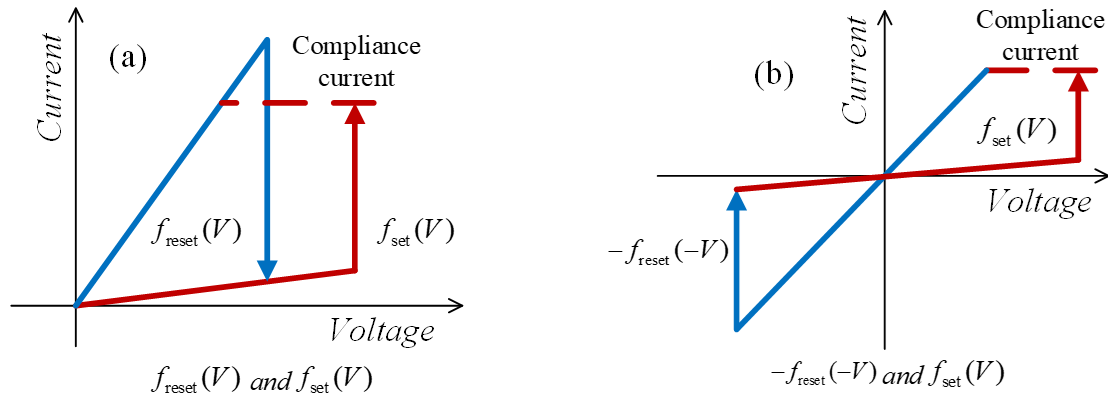 (a)
Current
Compliance
current
f_reset(V)
f_set(V)
Voltage
f_reset(V) and f_set(V)
(b)
Current
Compliance
current
f_set(V)
Voltage
−f_reset(−V)
−f_reset(−V) and f_set(V)